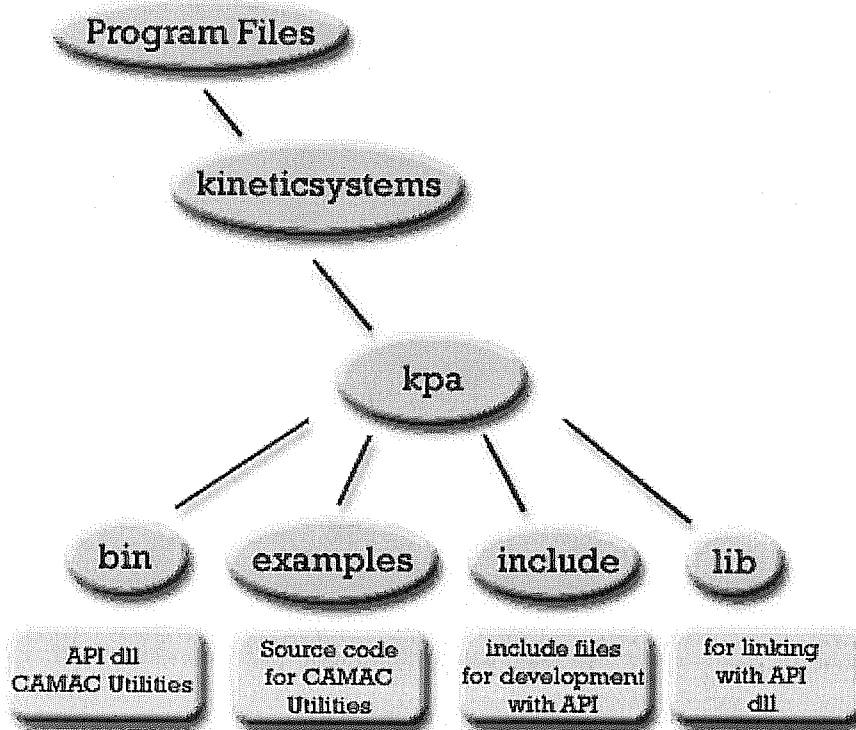 Program Files
kineticsystems
kpa
bin
examples
include
lib
API dll
CAMAC Utilities
Source code
for CAMAC
Utilities
include files
for development
with API
for linking
with API
dll